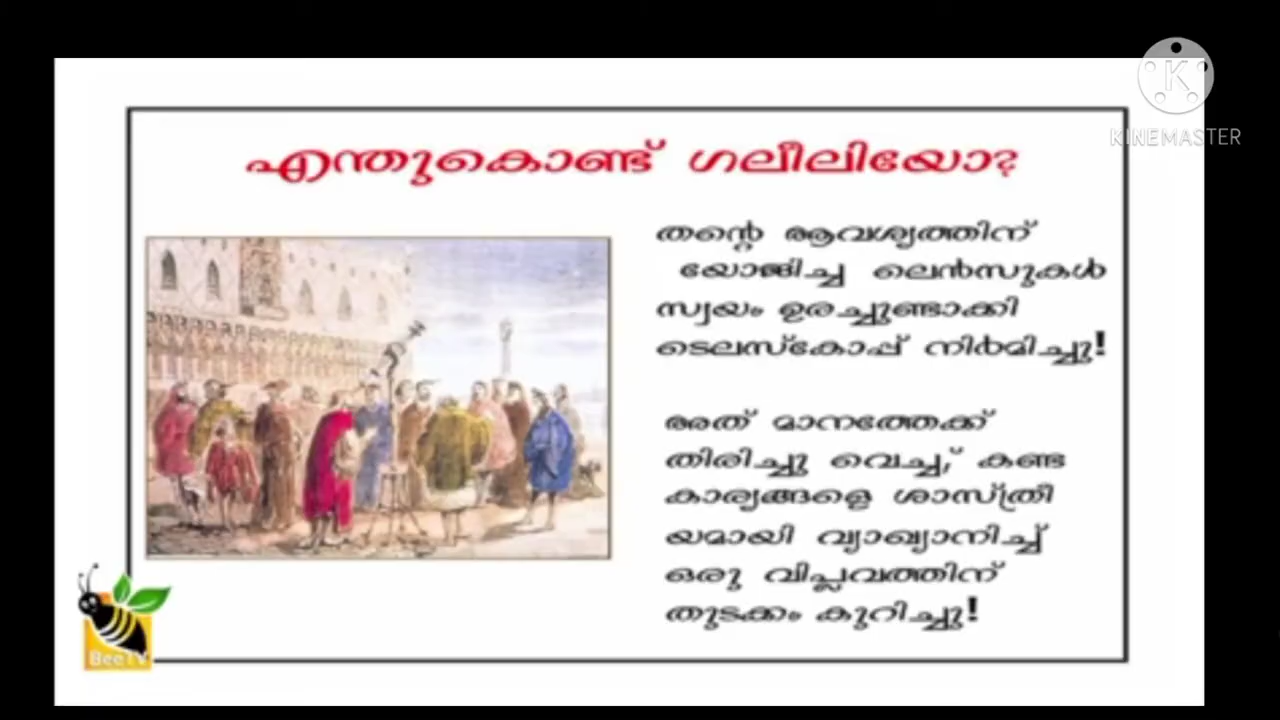 എന്തുകൊണ്ട് ഗലീലിയോ?
തന്റെ ആവശ്യത്തിന്
യോജിച്ച ലെൻസുകൾ
സ്വയം ഉരച്ചുണ്ടാക്കി
ടെലസ്കോപ്പ് നിർമിച്ചു!
അത് മാനത്തേക്ക്
തിരിച്ചു വെച്ച്, കണ്ട
കാര്യങ്ങളെ ശാസ്ത്രീ
യമായി വ്യാഖ്യാനിച്ച്
ഒരു വിപ്ലവത്തിന്
തുടക്കം കുറിച്ചു!
K
KINEMASTER
BeeTV